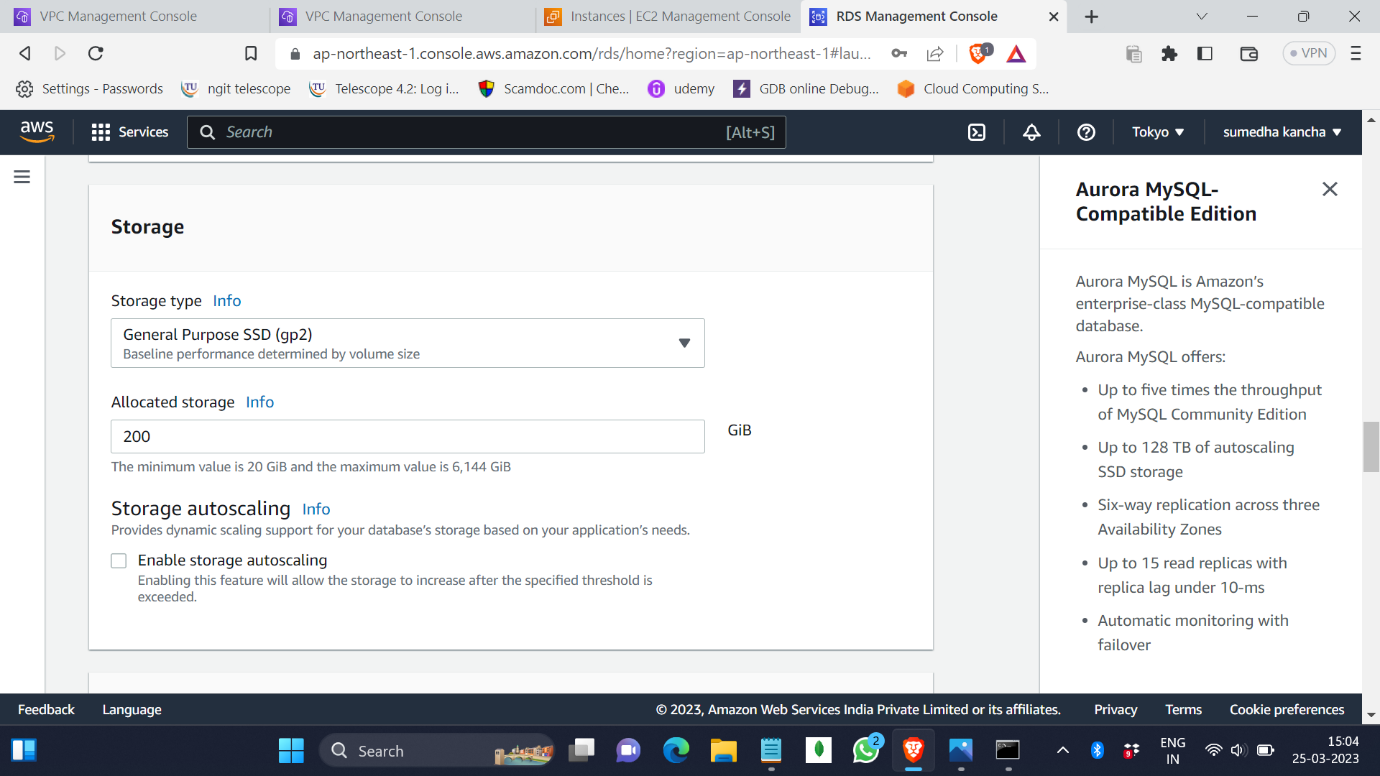 VPC Management Console
VPC Management Console
Instances | EC2 Management Console
RDS Management Console
ap-northeast-1.console.aws.amazon.com/rds/home?region=ap-northeast-1#lau...
1
VPN
Settings - Passwords
ngit telescope
Telescope 4.2: Log i...
Scamdoc.com | Che...
udemy
GDB online Debug...
Cloud Computing S...
aws
Services
Search
[Alt+S]
Tokyo
sumedha kancha
Storage
Storage type Info
General Purpose SSD (gp2)
Baseline performance determined by volume size
Allocated storage Info
200
GiB
The minimum value is 20 GiB and the maximum value is 6,144 GiB
Storage autoscaling Info
Provides dynamic scaling support for your database's storage based on your application's needs.
Enable storage autoscaling
Enabling this feature will allow the storage to increase after the specified threshold is
exceeded.
Aurora MySQL-
Compatible Edition
Aurora MySQL is Amazon's
enterprise-class MySQL-compatible
database.
Aurora MySQL offers:
• Up to five times the throughput
of MySQL Community Edition
• Up to 128 TB of autoscaling
SSD storage
• Six-way replication across three
Availability Zones
• Up to 15 read replicas with
replica lag under 10-ms
• Automatic monitoring with
failover
Feedback
Language
© 2023, Amazon Web Services India Private Limited or its affiliates.
Privacy
Terms
Cookie preferences
Search
2
9
ENG
IN
15:04
25-03-2023